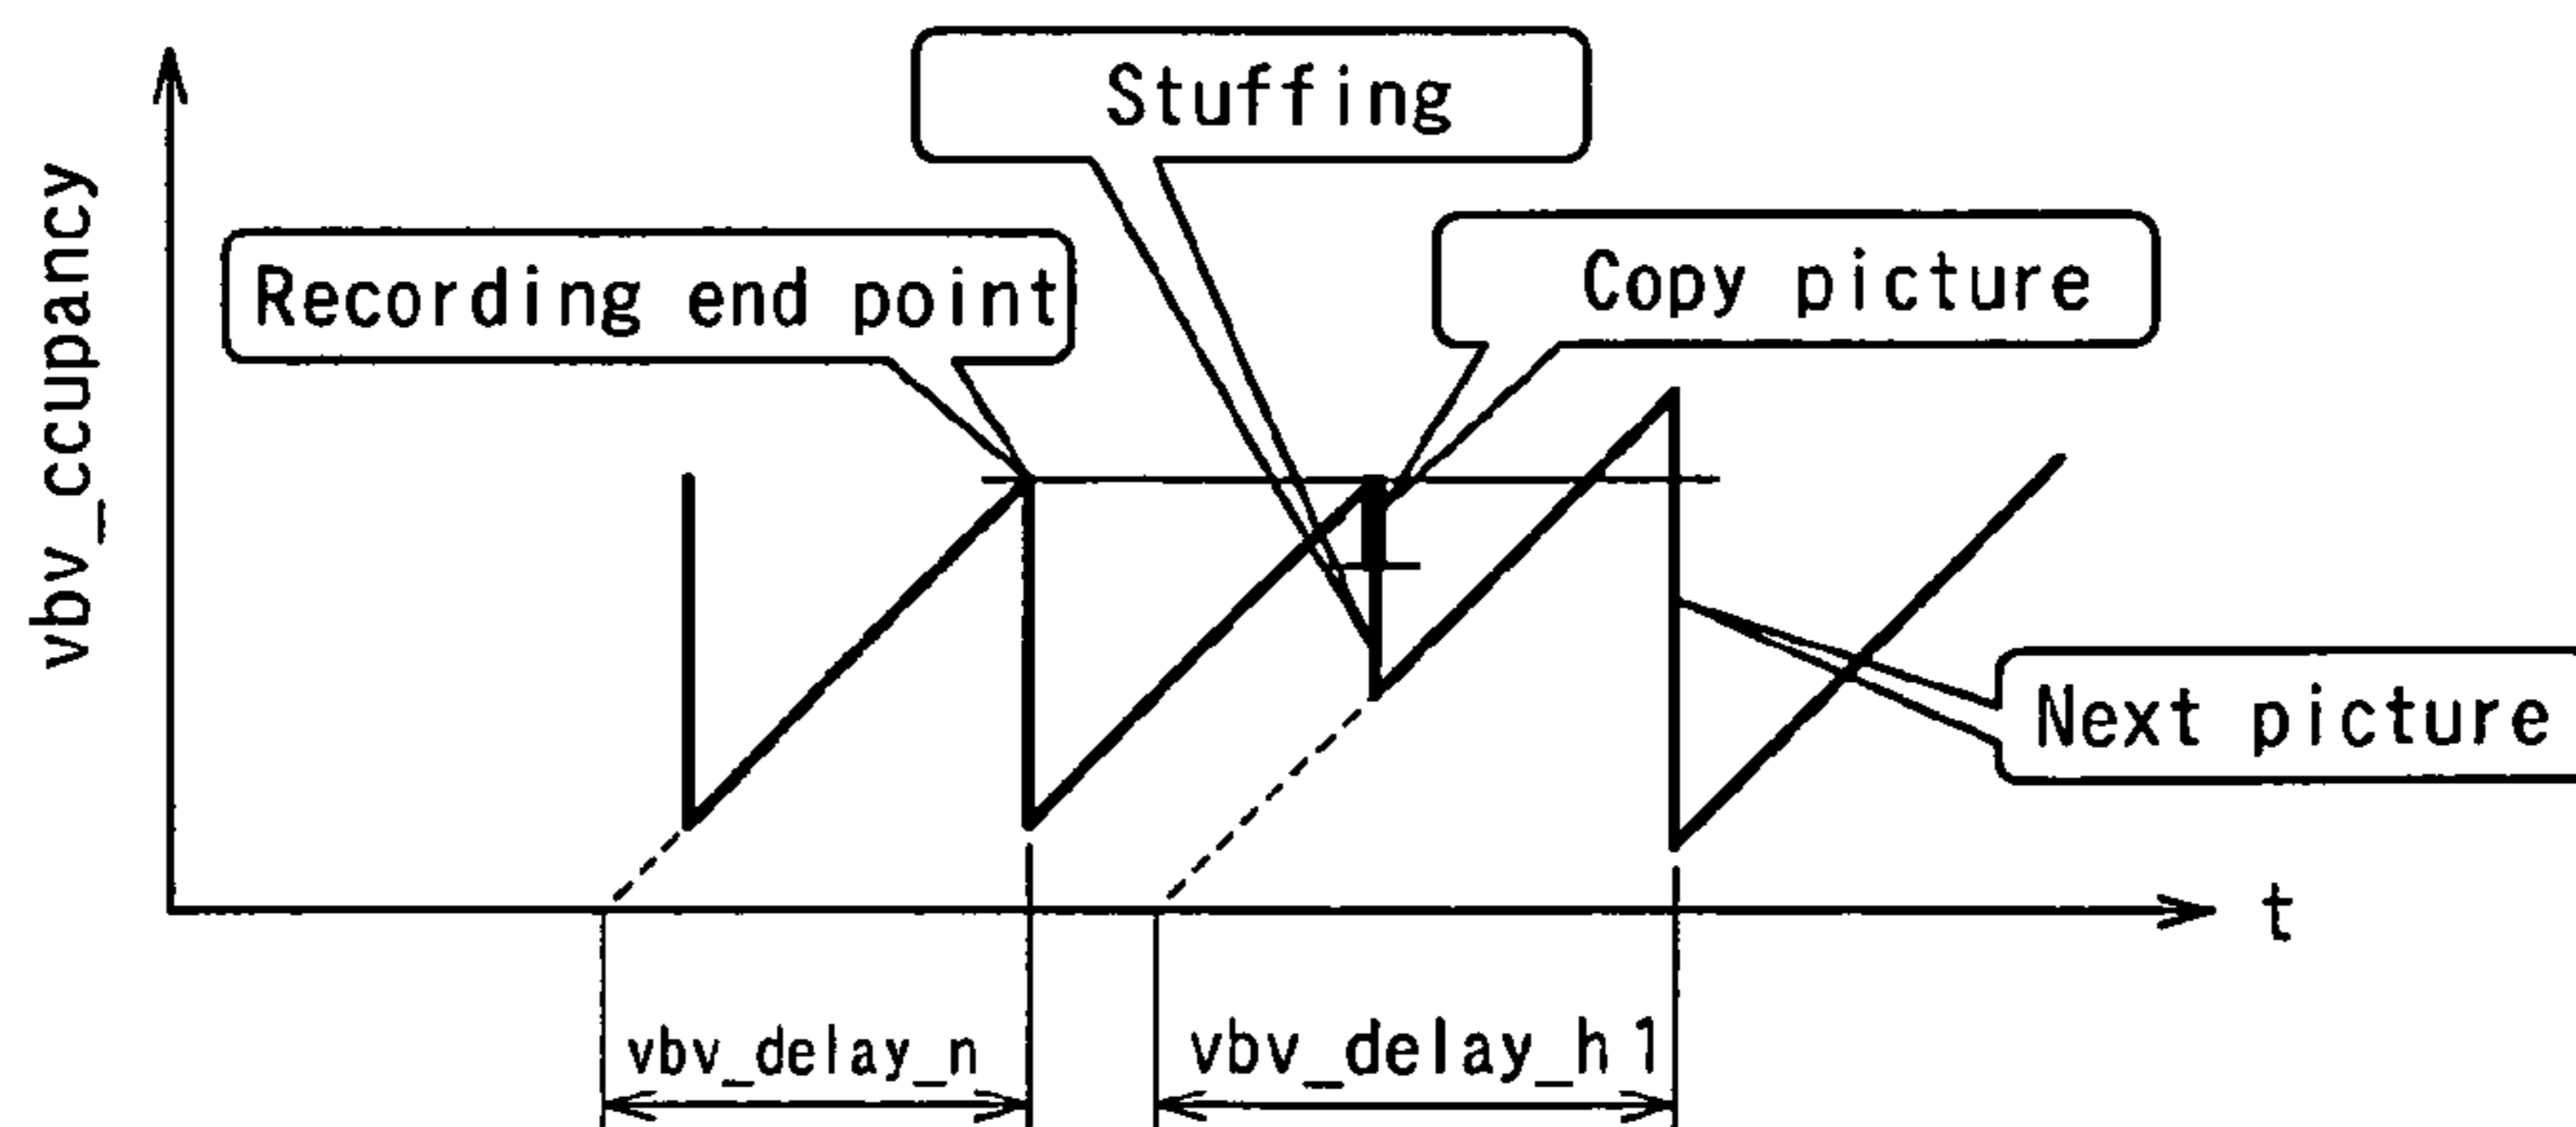 Stuffing
Recording end point
Copy picture
vbv_ccupancy
Next picture
t
vbv_delay_n
vbv_delay_h1